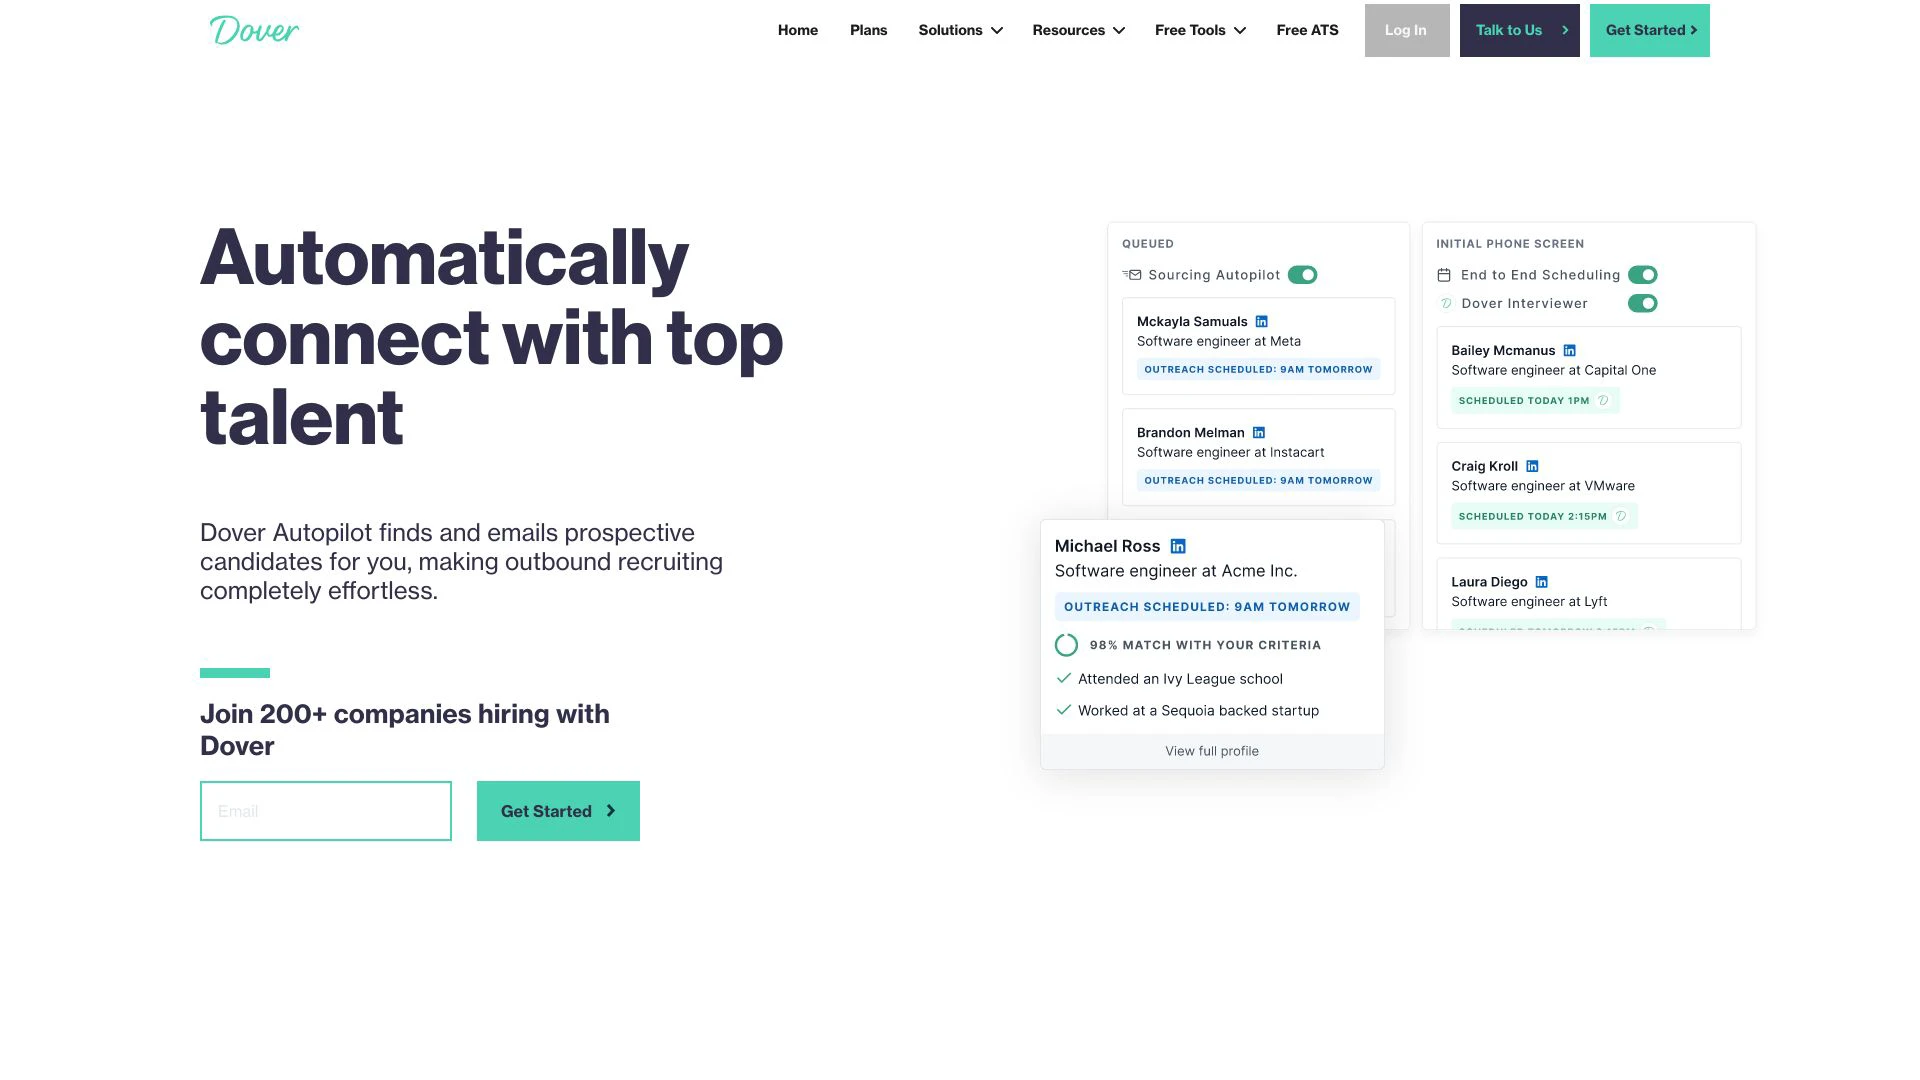 Dover
Home
Plans
Solutions
Resources
Free Tools
Free ATS
Log In
Talk to Us
Get Started
Automatically
connect with top
talent
Dover Autopilot finds and emails prospective
candidates for you, making outbound recruiting
completely effortless.
Join 200+ companies hiring with
Dover
Email
Get Started
QUEUED
Sourcing Autopilot
Mckayla Samuals
Software engineer at Meta
OUTREACH SCHEDULED: 9AM TOMORROW
Brandon Melman
Software engineer at Instacart
OUTREACH SCHEDULED: 9AM TOMORROW
Michael Ross
Software engineer at Acme Inc.
OUTREACH SCHEDULED: 9AM TOMORROW
98% MATCH WITH YOUR CRITERIA
Attended an Ivy League school
Worked at a Sequoia backed startup
View full profile
INITIAL PHONE SCREEN
End to End Scheduling
Dover Interviewer
Bailey Mcmanus
Software engineer at Capital One
SCHEDULED TODAY 1PM
Craig Kroll
Software engineer at VMware
SCHEDULED TODAY 2:15PM
Laura Diego
Software engineer at Lyft